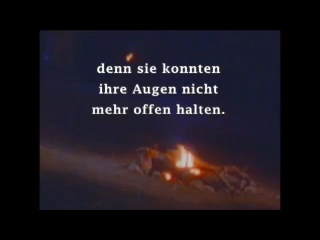 denn sie konnten
ihre Augen nicht
mehr offen halten.